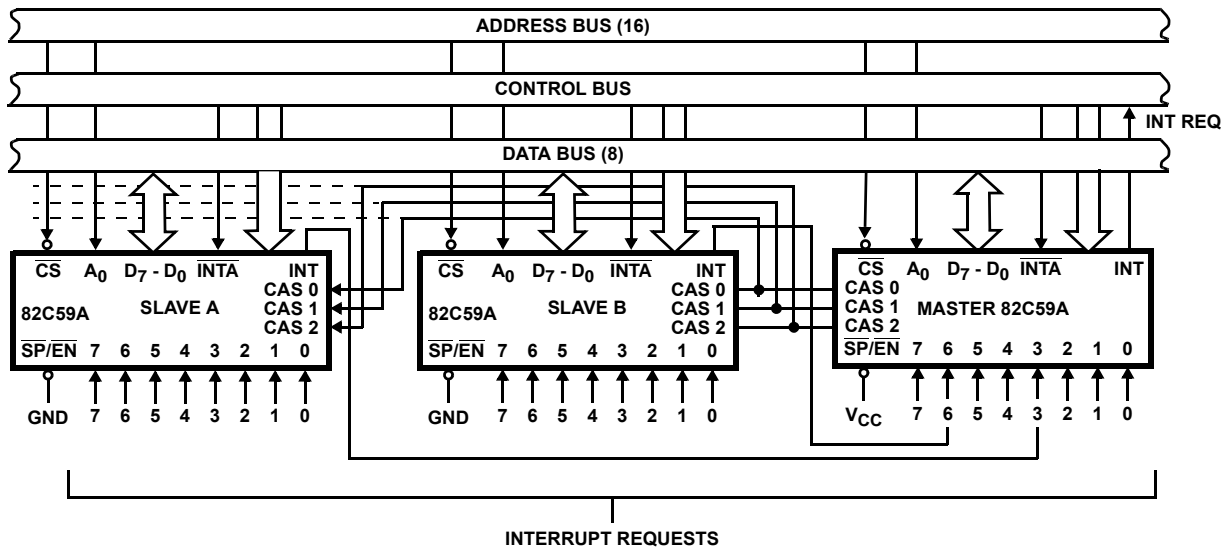 ADDRESS BUS (16)
CONTROL BUS
INT REQ
DATA BUS (8)
CS A0 D7 - D0 INTA INT
CAS 0
82C59A SLAVE A CAS 1
CAS 2
SP/EN 7 6 5 4 3 2 1 0
GND 7 6 5 4 3 2 1 0
CS A0 D7 - D0 INTA INT
CAS 0
82C59A SLAVE B CAS 1
CAS 2
SP/EN 7 6 5 4 3 2 1 0
GND 7 6 5 4 3 2 1 0
CS A0 D7 - D0 INTA INT
CAS 0
CAS 1 MASTER 82C59A
CAS 2
SP/EN 7 6 5 4 3 2 1 0
VCC 7 6 5 4 3 2 1 0
INTERRUPT REQUESTS